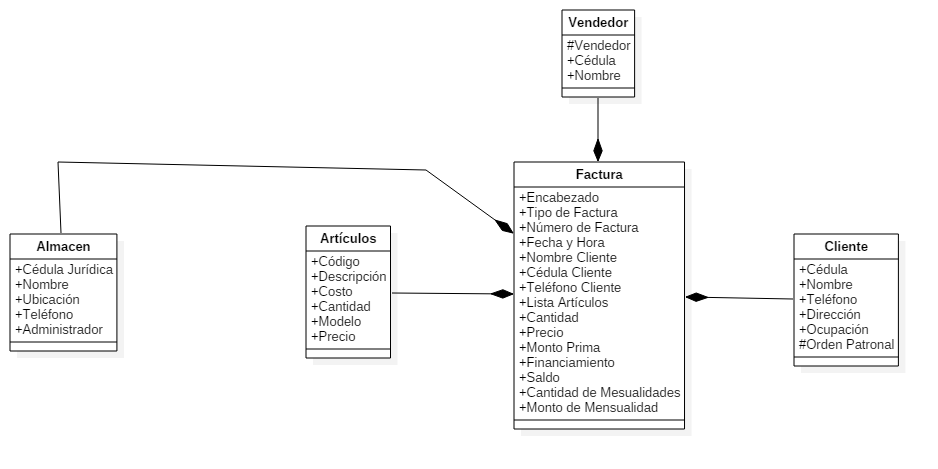 Vendedor
#Vendedor
+Cédula
+Nombre
Factura
+Encabezado
+Tipo de Factura
+Número de Factura
+Fecha y Hora
+Nombre Cliente
+Cédula Cliente
+Teléfono Cliente
+Lista Artículos
+Cantidad
+Precio
+Monto Prima
+Financiamiento
+Saldo
+Cantidad de Mesualidades
+Monto de Mensualidad
Almacen
+Cédula Jurídica
+Nombre
+Ubicación
+Teléfono
+Administrador
Artículos
+Código
+Descripción
+Costo
+Cantidad
+Modelo
+Precio
Cliente
+Cédula
+Nombre
+Teléfono
+Dirección
+Ocupación
#Orden Patronal